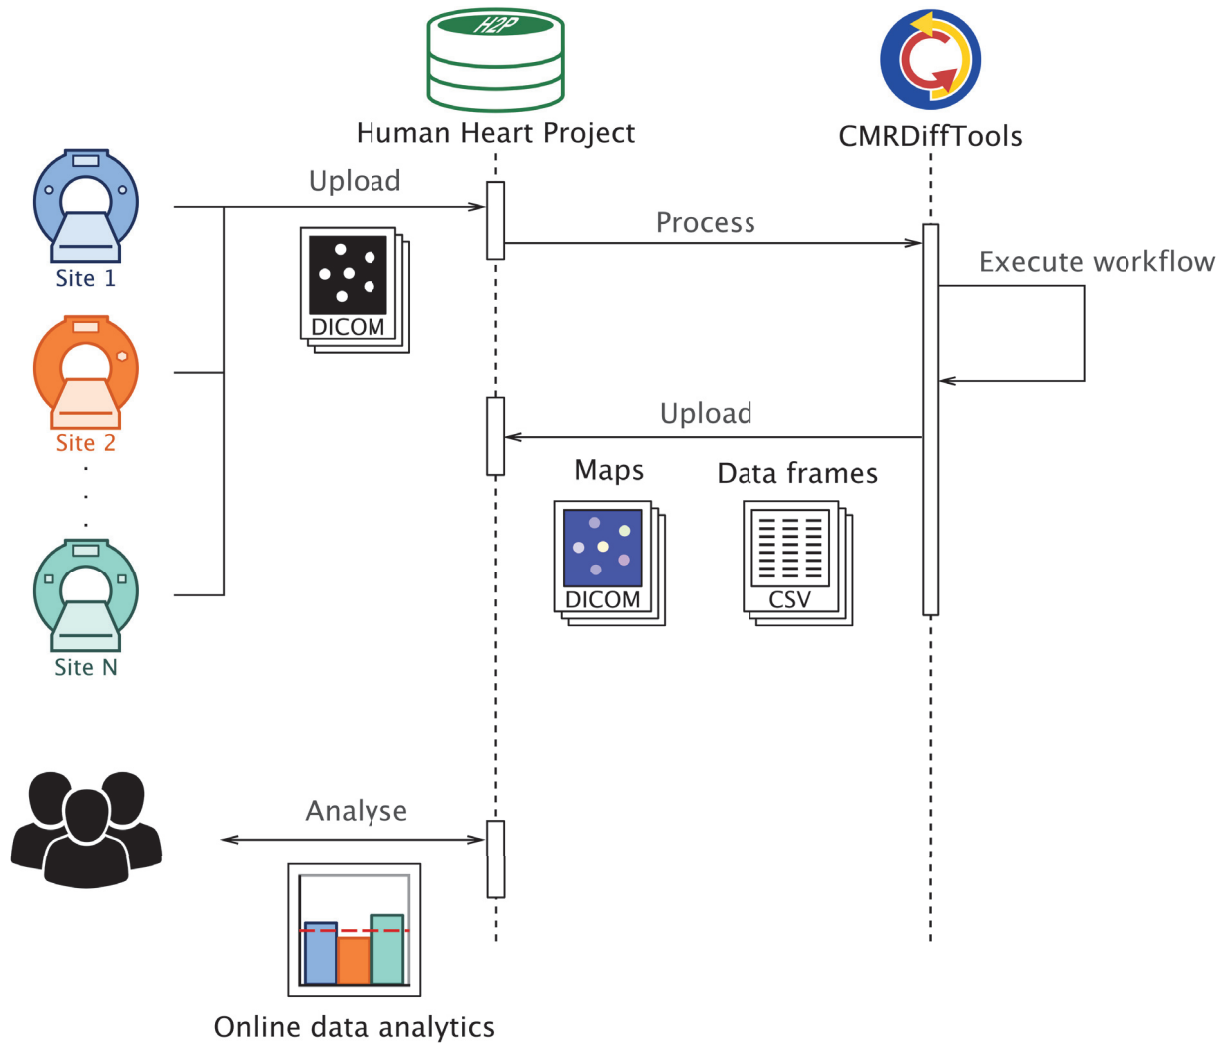 H2P
Human Heart Project
CMRDiffTools
Upload
Process
Execute workflow
DICOM
Site 1
Site 2
Upload
Maps
Data frames
DICOM
CSV
Site N
Analyse
Online data analytics